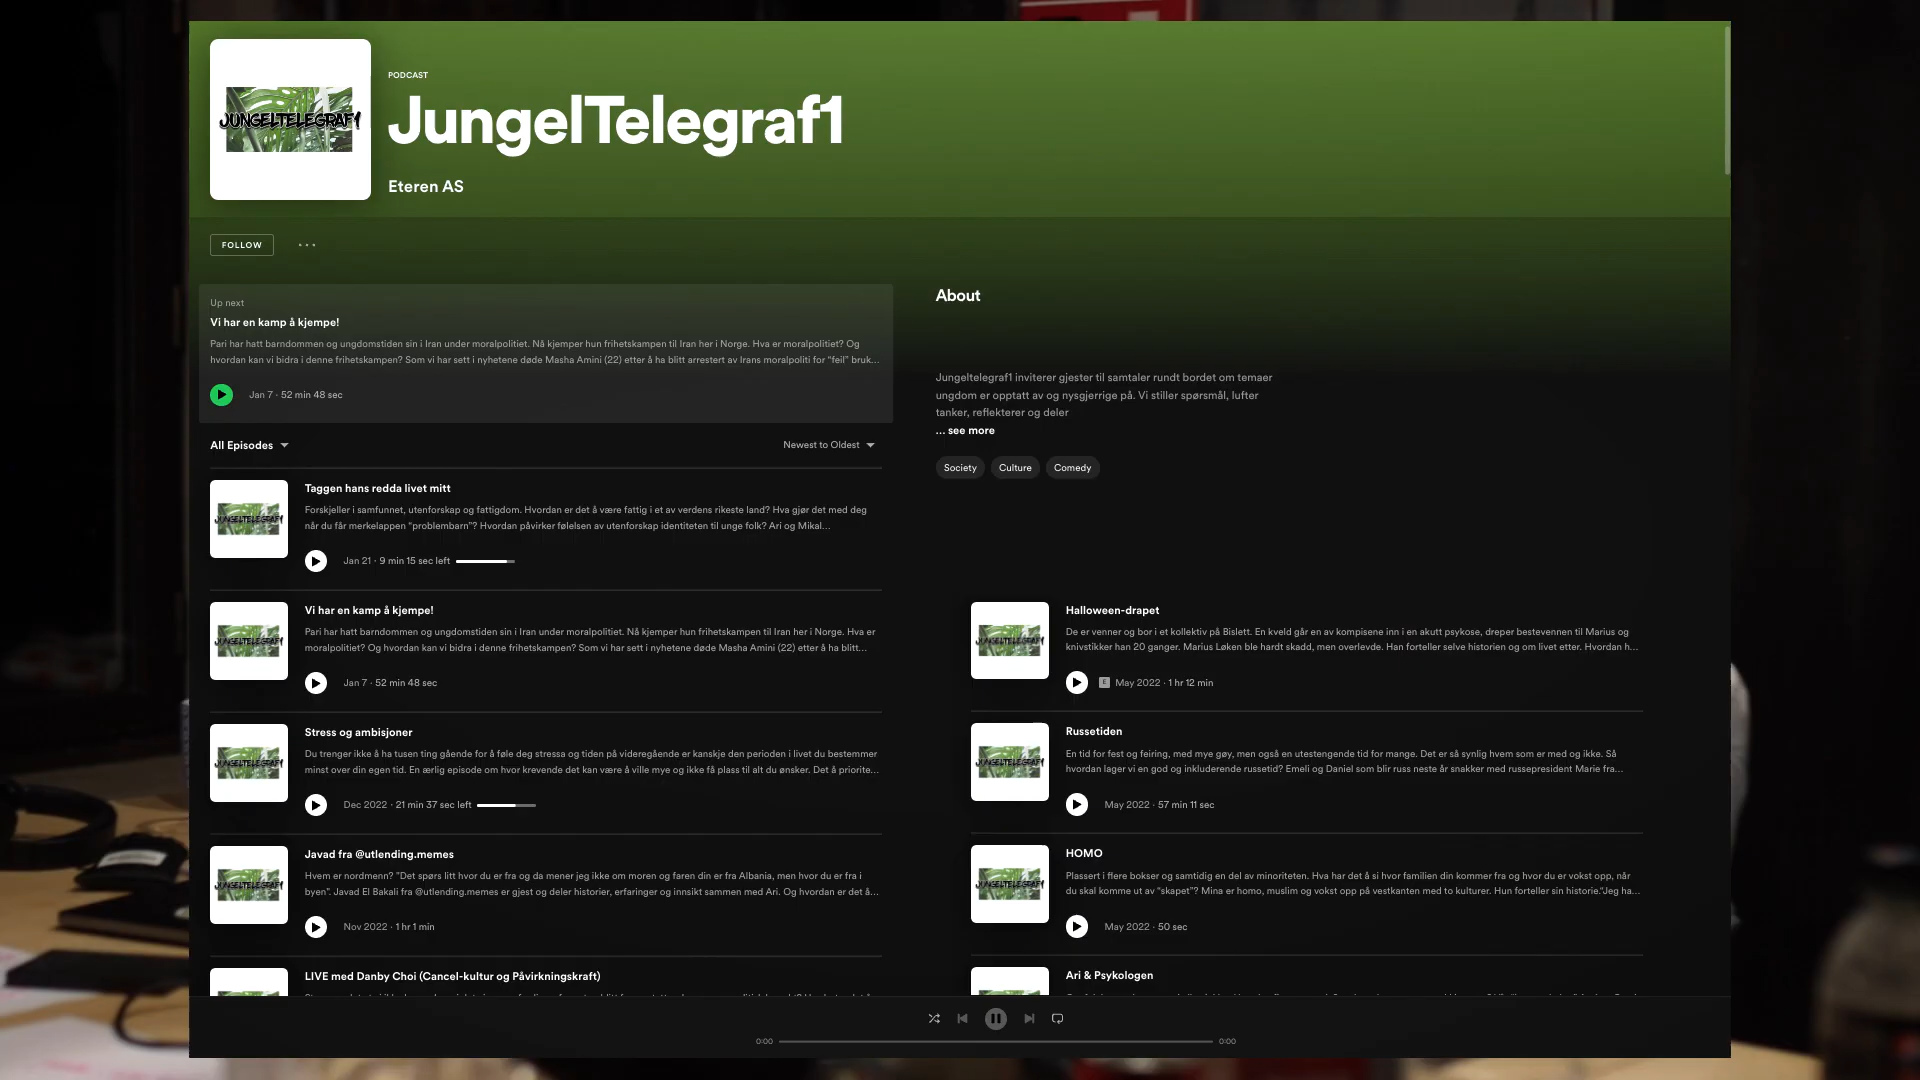 JUNGELTELEGRAF1
PODCAST
JungelTelegraf1
Eteren AS
FOLLOW
Up next
Vi har en kamp å kjempe!
Pari har hatt barndommen og ungdomstiden sin i Iran under moralpolitiet. Nå kjemper hun frihetskampen til Iran her i Norge. Hva er moralpolitiet? Og
hvordan kan vi bidra i denne frihetskampen? Som vi har sett i nyhetene døde Masha Amini (22) etter å ha blitt arrestert av Irans moralpoliti for “feil” bruk...
Jan 7 · 52 min 48 sec
About
Jungeltelegraf1 inviterer gjester til samtaler rundt bordet om temaer
ungdom er opptatt av og nysgjerrige på. Vi stiller spørsmål, lufter
tanker, reflekterer og deler
... see more
Society Culture Comedy
All Episodes
Newest to Oldest
JUNGELTELEGRAF1
Taggen hans redda livet mitt
Forskjeller i samfunnet, utenforskap og fattigdom. Hvordan er det å være fattig i et av verdens rikeste land? Hva gjør det med deg
når du får merkelappen “problembarn”? Hvordan påvirker følelsen av utenforskap identiteten til unge folk? Ari og Mikal...
Jan 21 · 9 min 15 sec left
JUNGELTELEGRAF1
Vi har en kamp å kjempe!
Pari har hatt barndommen og ungdomstiden sin i Iran under moralpolitiet. Nå kjemper hun frihetskampen til Iran her i Norge. Hva er
moralpolitiet? Og hvordan kan vi bidra i denne frihetskampen? Som vi har sett i nyhetene døde Masha Amini (22) etter å ha blitt...
Jan 7 · 52 min 48 sec
JUNGELTELEGRAF1
Stress og ambisjoner
Du trenger ikke å ha tusen ting gående for å føle deg stressa og tiden på videregående er kanskje den perioden i livet du bestemmer
minst over din egen tid. En ærlig episode om hvor krevende det kan være å ville mye og ikke få plass til alt du ønsker. Det å priorite...
Dec 2022 · 21 min 37 sec left
JUNGELTELEGRAF1
Javad fra @utlending.memes
Hvem er nordmenn? ”Det spørs litt hvor du er fra og da mener jeg ikke om moren og faren din er fra Albania, men hvor du er fra i
byen”. Javad El Bakali fra @utlending.memes er gjest og deler historier, erfaringer og innsikt sammen med Ari. Og hvordan er det å...
Nov 2022 · 1 hr 1 min
LIVE med Danby Choi (Cancel-kultur og Påvirkningskraft)
JUNGELTELEGRAF1
Halloween-drapet
De er venner og bor i et kollektiv på Bislett. En kveld går en av kompisene inn i en akutt psykose, dreper bestevennen til Marius og
knivstikker han 20 ganger. Marius Løken ble hardt skadd, men overlevde. Han forteller selve historien og om livet etter. Hvordan h...
E May 2022 · 1 hr 12 min
JUNGELTELEGRAF1
Russetiden
En tid for fest og feiring, med mye gøy, men også en utestengende tid for mange. Det er så synlig hvem som er med og ikke. Så
hvordan lager vi en god og inkluderende russetid? Emeli og Daniel som blir russ neste år snakker med russepresident Marie fra...
May 2022 · 57 min 11 sec
JUNGELTELEGRAF1
HOMO
Plassert i flere bokser og samtidig en del av minoriteten. Hva har det å si hvor familien din kommer fra og hvor du er vokst opp, når
du skal komme ut av “skapet”? Mina er homo, muslim og vokst opp på vestkanten med to kulturer. Hun forteller sin historie.“Jeg ha...
May 2022 · 50 sec
Ari & Psykologen
0:00
0:00